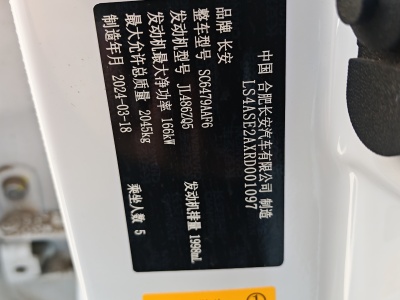 中国 合肥长安汽车有限公司 制造
LS4ASE2AXRD001097
品牌 长安
整车型号 SC6479AAF6
发动机型号 JL486ZQ5
发动机排量 1998mL
发动机最大净功率 166kW
最大允许总质量 2045kg
乘坐人数 5
制造年月 2024-03-18